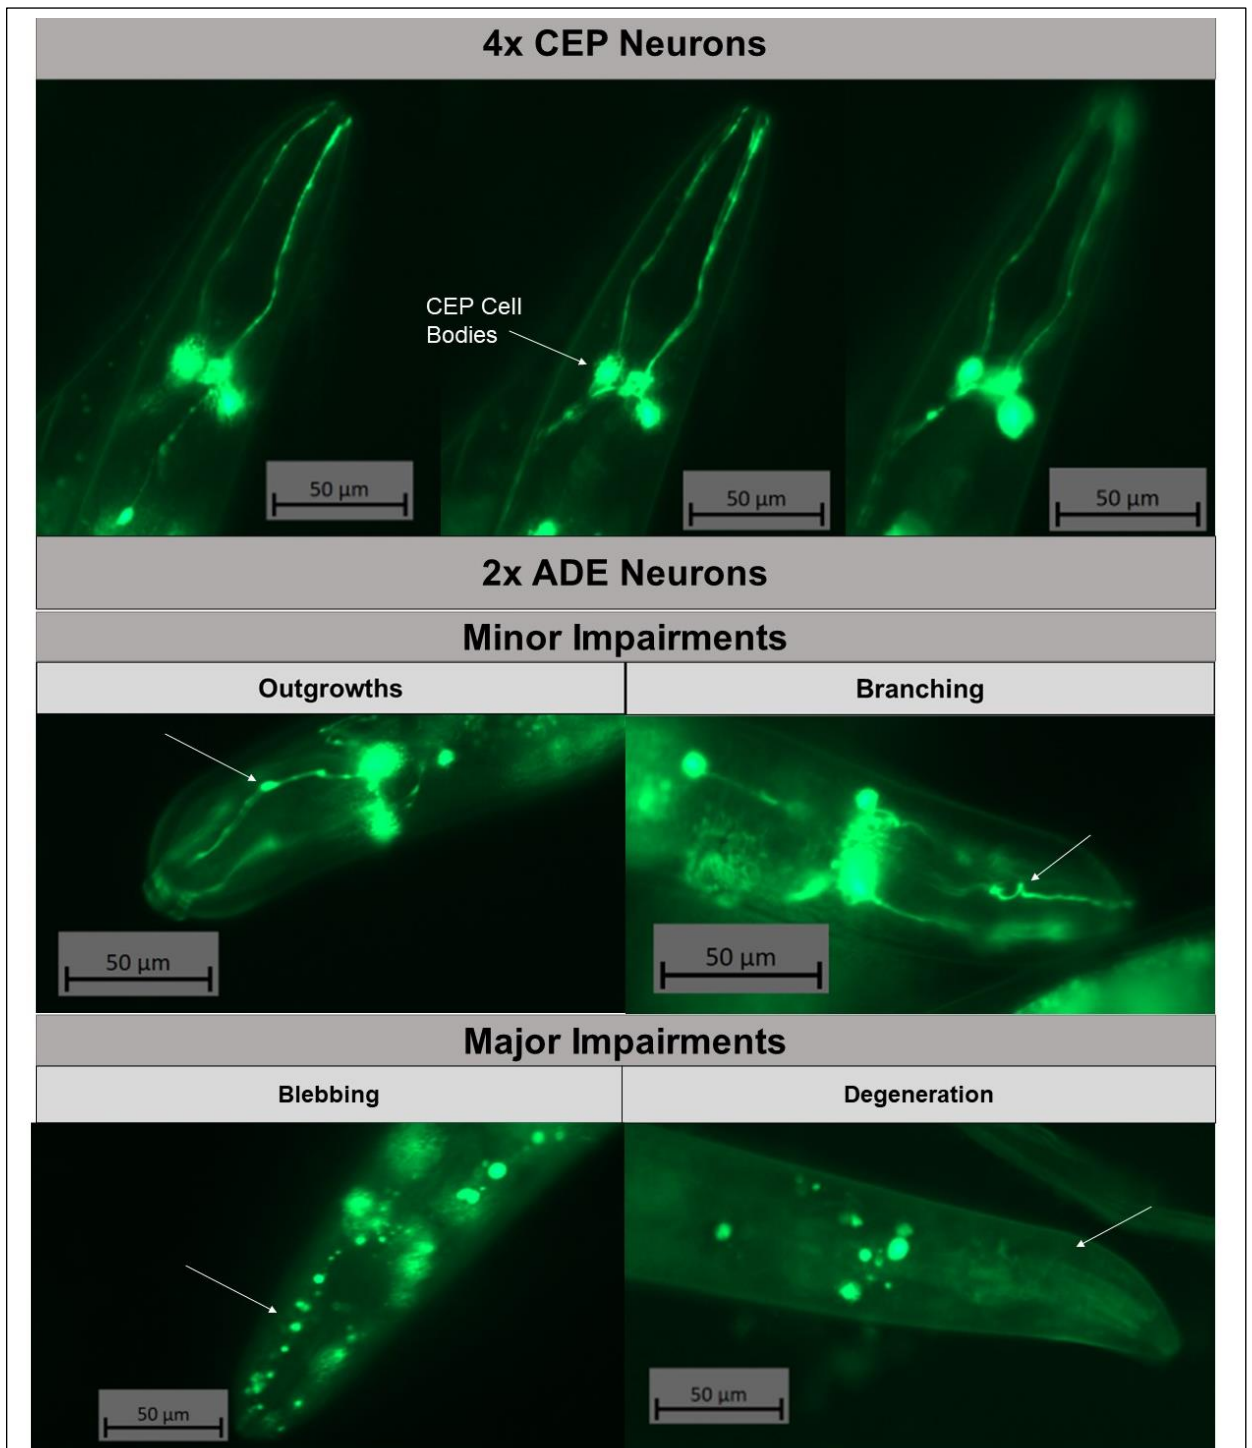 4x CEP Neurons
CEP Cell
Bodies
50 µm
50 µm
50 µm
2x ADE Neurons
Minor Impairments
Outgrowths
Branching
50 µm
50 µm
Major Impairments
Blebbing
Degeneration
50 µm
50 µm